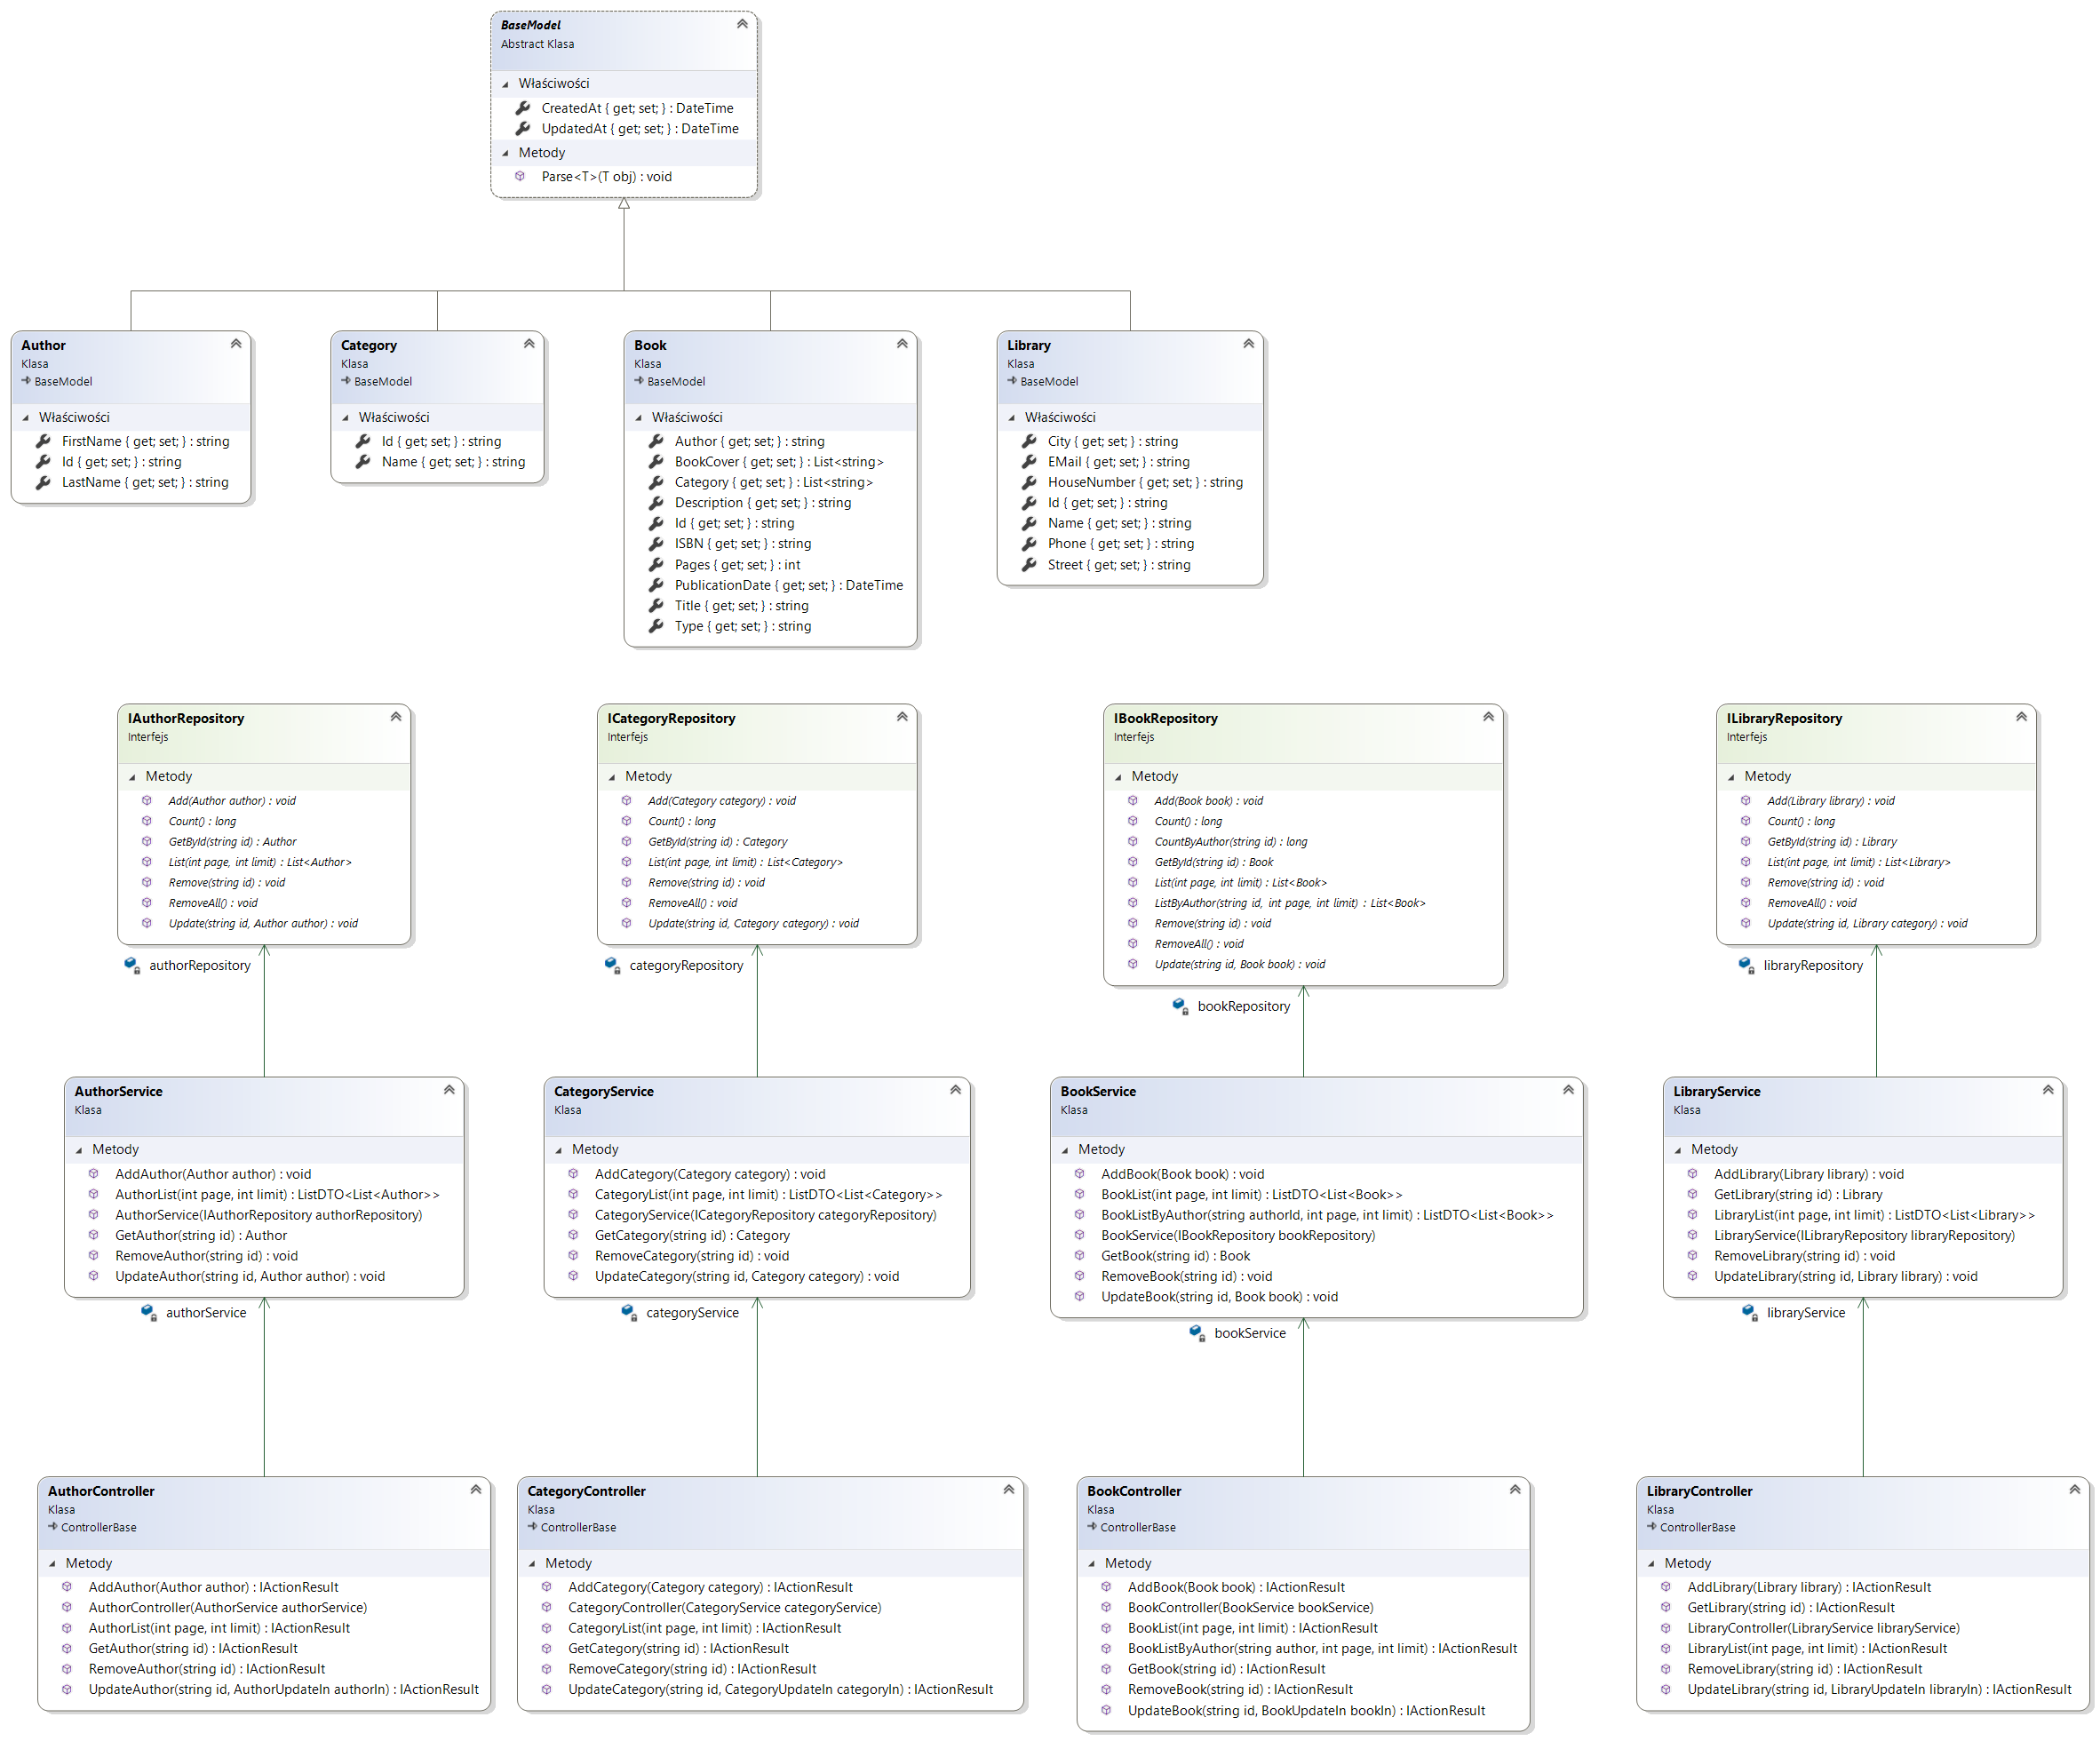 BaseModel
Abstract Klasa
Właściwości
CreatedAt { get; set; } : DateTime
UpdatedAt { get; set; } : DateTime
Metody
Parse<T>(T obj) : void
Author
Klasa
BaseModel
Właściwości
FirstName { get; set; } : string
Id { get; set; } : string
LastName { get; set; } : string
Category
Klasa
BaseModel
Właściwości
Id { get; set; } : string
Name { get; set; } : string
Book
Klasa
BaseModel
Właściwości
Author { get; set; } : string
BookCover { get; set; } : List<string>
Category { get; set; } : List<string>
Description { get; set; } : string
Id { get; set; } : string
ISBN { get; set; } : string
Pages { get; set; } : int
PublicationDate { get; set; } : DateTime
Title { get; set; } : string
Type { get; set; } : string
Library
Klasa
BaseModel
Właściwości
City { get; set; } : string
EMail { get; set; } : string
HouseNumber { get; set; } : string
Id { get; set; } : string
Name { get; set; } : string
Phone { get; set; } : string
Street { get; set; } : string
IAuthorRepository
Interfejs
Metody
Add(Author author) : void
Count() : long
GetById(string id) : Author
List(int page, int limit) : List<Author>
Remove(string id) : void
RemoveAll() : void
Update(string id, Author author) : void
authorRepository
ICategoryRepository
Interfejs
Metody
Add(Category category) : void
Count() : long
GetById(string id) : Category
List(int page, int limit) : List<Category>
Remove(string id) : void
RemoveAll() : void
Update(string id, Category category) : void
categoryRepository
IBookRepository
Interfejs
Metody
Add(Book book) : void
Count() : long
CountByAuthor(string id) : long
GetById(string id) : Book
List(int page, int limit) : List<Book>
ListByAuthor(string id, int page, int limit) : List<Book>
Remove(string id) : void
RemoveAll() : void
Update(string id, Book book) : void
bookRepository
ILibraryRepository
Interfejs
Metody
Add(Library library) : void
Count() : long
GetById(string id) : Library
List(int page, int limit) : List<Library>
Remove(string id) : void
RemoveAll() : void
Update(string id, Library category) : void
libraryRepository
AuthorService
Klasa
Metody
AddAuthor(Author author) : void
AuthorList(int page, int limit) : ListDTO<List<Author>>
AuthorService(IAuthorRepository authorRepository)
GetAuthor(string id) : Author
RemoveAuthor(string id) : void
UpdateAuthor(string id, Author author) : void
authorService
CategoryService
Klasa
Metody
AddCategory(Category category) : void
CategoryList(int page, int limit) : ListDTO<List<Category>>
CategoryService(ICategoryRepository categoryRepository)
GetCategory(string id) : Category
RemoveCategory(string id) : void
UpdateCategory(string id, Category category) : void
categoryService
BookService
Klasa
Metody
AddBook(Book book) : void
BookList(int page, int limit) : ListDTO<List<Book>>
BookListByAuthor(string authorId, int page, int limit) : ListDTO<List<Book>>
BookService(IBookRepository bookRepository)
GetBook(string id) : Book
RemoveBook(string id) : void
UpdateBook(string id, Book book) : void
bookService
LibraryService
Klasa
Metody
AddLibrary(Library library) : void
GetLibrary(string id) : Library
LibraryList(int page, int limit) : ListDTO<List<Library>>
LibraryService(ILibraryRepository libraryRepository)
RemoveLibrary(string id) : void
UpdateLibrary(string id, Library library) : void
libraryService
AuthorController
Klasa
ControllerBase
Metody
AddAuthor(Author author) : IActionResult
AuthorController(AuthorService authorService)
AuthorList(int page, int limit) : IActionResult
GetAuthor(string id) : IActionResult
RemoveAuthor(string id) : IActionResult
UpdateAuthor(string id, AuthorUpdateIn authorIn) : IActionResult
CategoryController
Klasa
ControllerBase
Metody
AddCategory(Category category) : IActionResult
CategoryController(CategoryService categoryService)
CategoryList(int page, int limit) : IActionResult
GetCategory(string id) : IActionResult
RemoveCategory(string id) : IActionResult
UpdateCategory(string id, CategoryUpdateIn categoryIn) : IActionResult
BookController
Klasa
ControllerBase
Metody
AddBook(Book book) : IActionResult
BookController(BookService bookService)
BookList(int page, int limit) : IActionResult
BookListByAuthor(string author, int page, int limit) : IActionResult
GetBook(string id) : IActionResult
RemoveBook(string id) : IActionResult
UpdateBook(string id, BookUpdateIn bookIn) : IActionResult
LibraryController
Klasa
ControllerBase
Metody
AddLibrary(Library library) : IActionResult
GetLibrary(string id) : IActionResult
LibraryController(LibraryService libraryService)
LibraryList(int page, int limit) : IActionResult
RemoveLibrary(string id) : IActionResult
UpdateLibrary(string id, LibraryUpdateIn libraryIn) : IActionResult